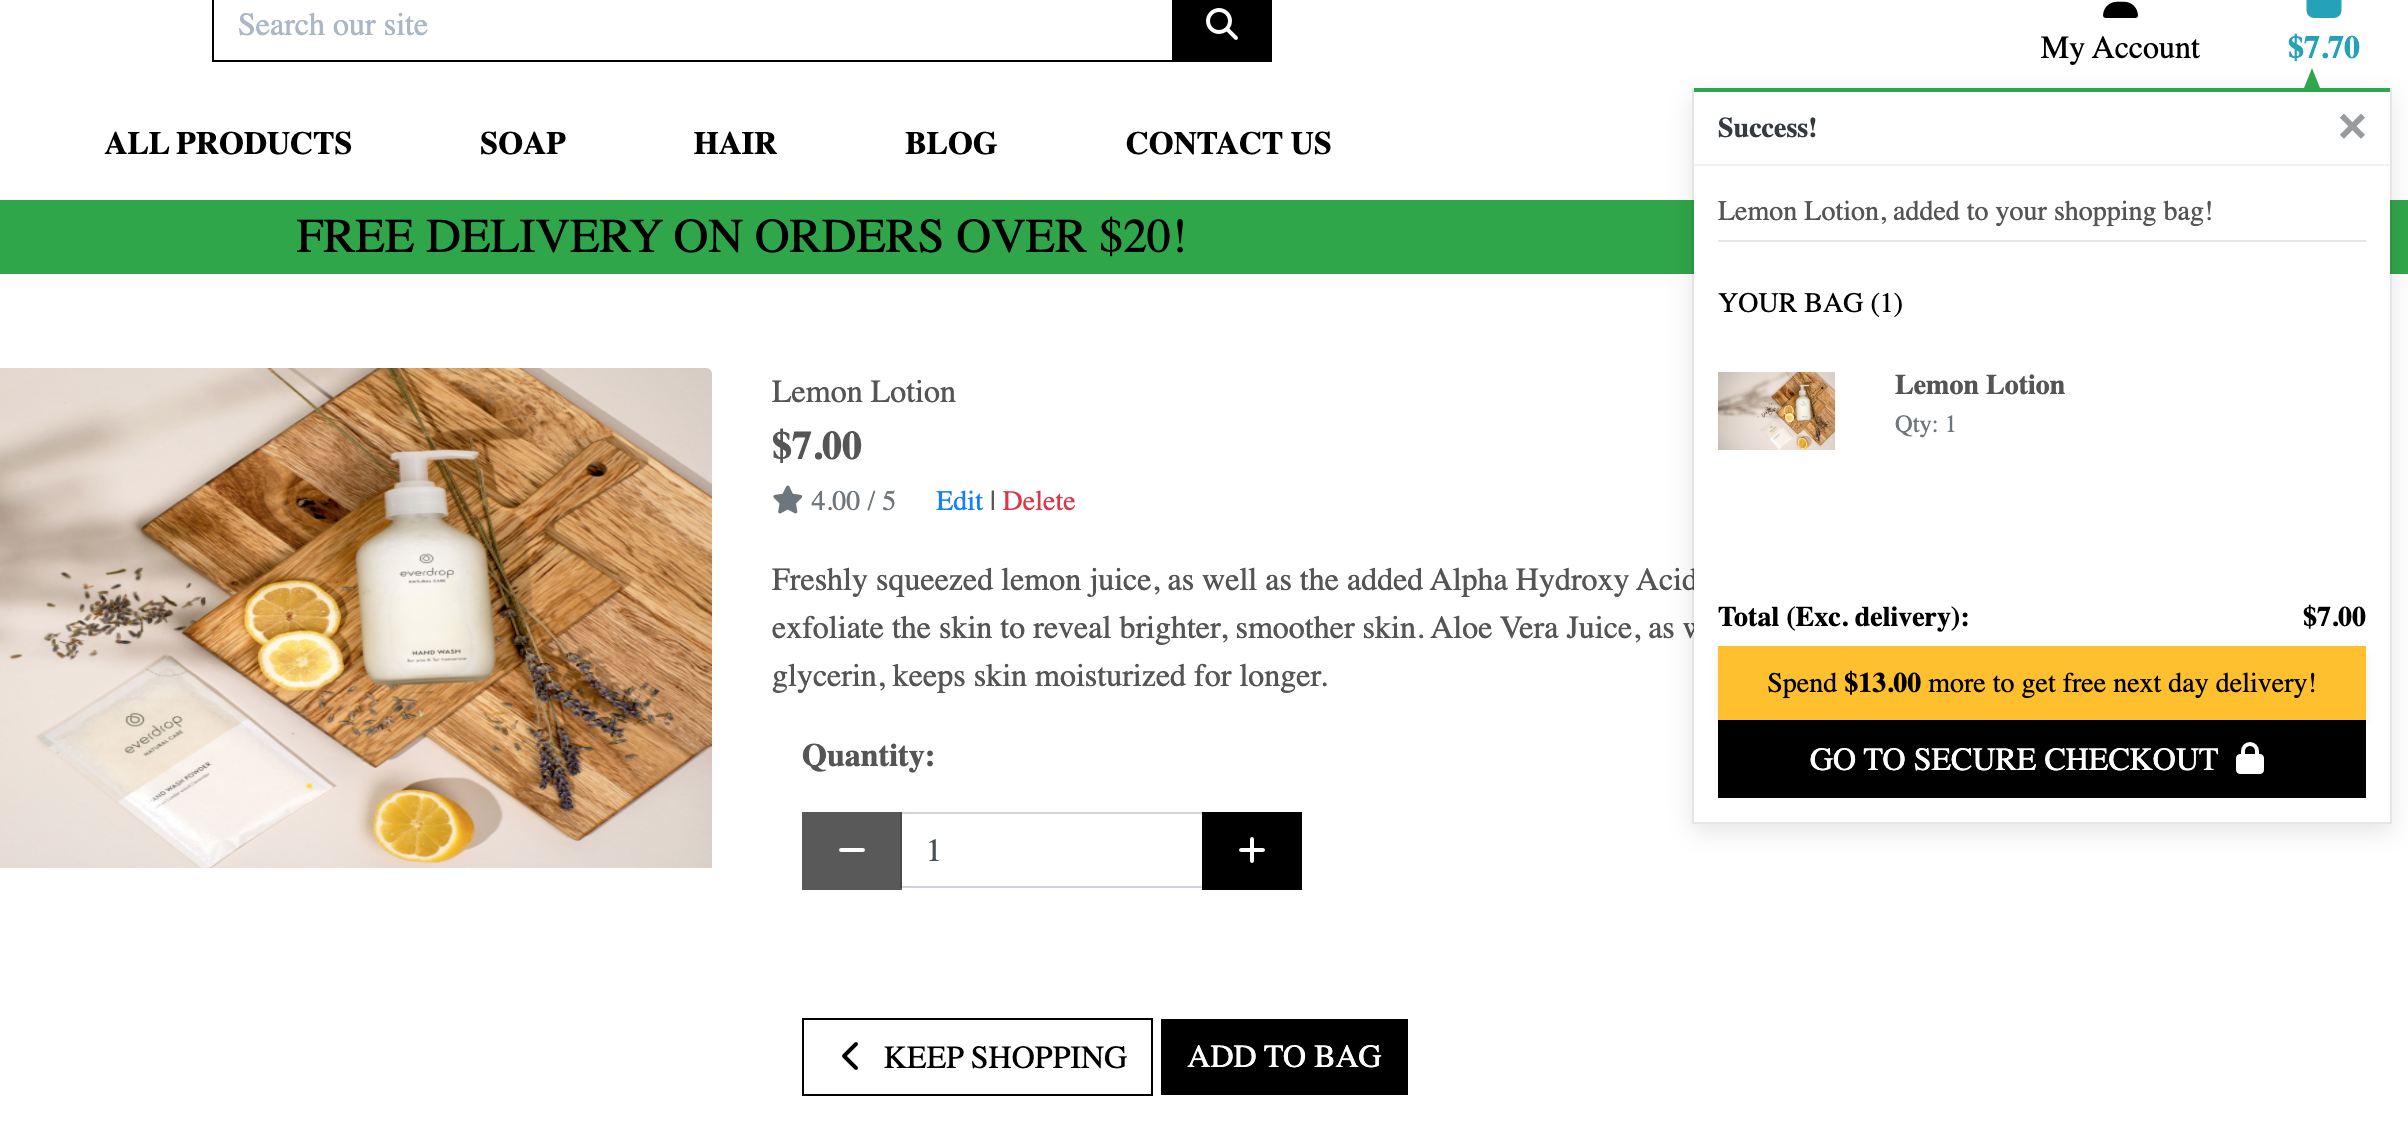 Search our site
My Account
$7.70
ALL PRODUCTS
SOAP
HAIR
BLOG
CONTACT US
FREE DELIVERY ON ORDERS OVER $20!
Success!
Lemon Lotion, added to your shopping bag!
YOUR BAG (1)
Lemon Lotion
Qty: 1
Total (Exc. delivery): $7.00
Spend $13.00 more to get free next day delivery!
GO TO SECURE CHECKOUT
Lemon Lotion
$7.00
4.00 / 5 Edit | Delete
Freshly squeezed lemon juice, as well as the added Alpha Hydroxy Acid
exfoliate the skin to reveal brighter, smoother skin. Aloe Vera Juice, as
glycerin, keeps skin moisturized for longer.
Quantity:
1
KEEP SHOPPING
ADD TO BAG
everdrop
NATURAL CARE
HAND WASH
for you & for tomorrow
everdrop
NATURAL CARE
HAND WASH POWDER